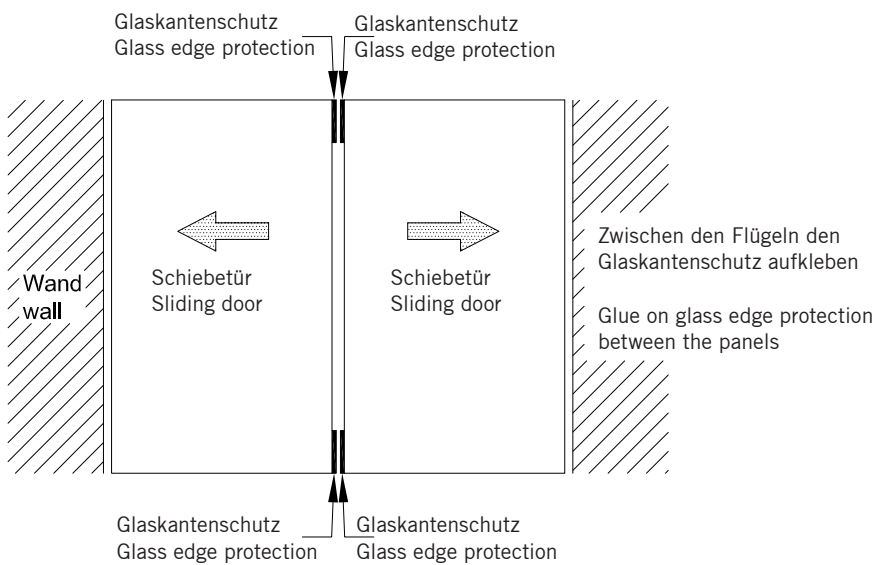 Glaskantenschutz
Glass edge protection
Glaskantenschutz
Glass edge protection
Wand
wall
Schiebetür
Sliding door
Schiebetür
Sliding door
Zwischen den Flügeln den
Glaskantenschutz aufkleben
Glue on glass edge protection
between the panels
Glaskantenschutz
Glass edge protection
Glaskantenschutz
Glass edge protection